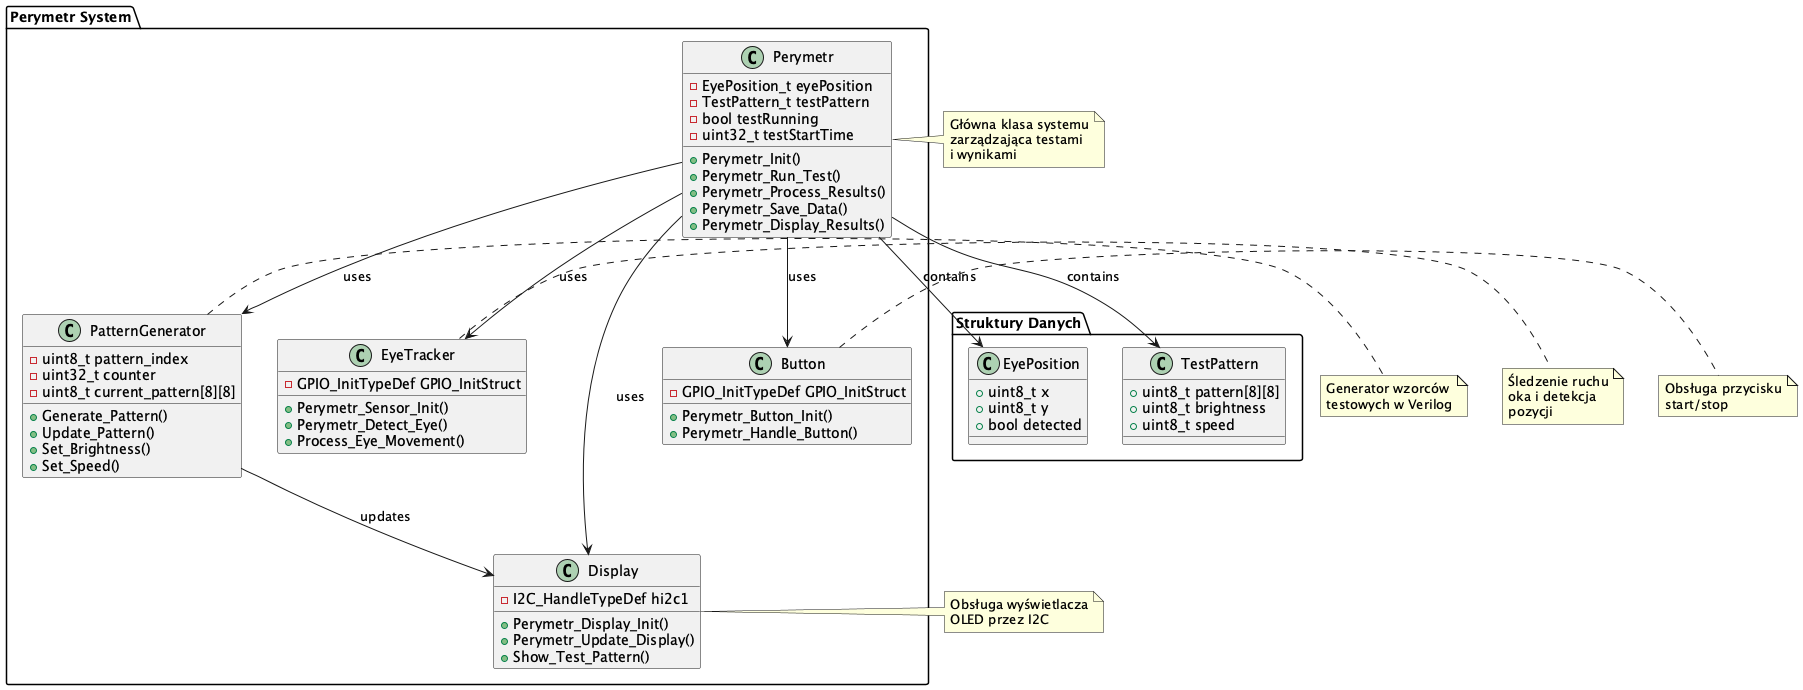 Perymetr System
C Perymetr
EyePosition_t eyePosition
TestPattern_t testPattern
bool testRunning
uint32_t testStartTime
Perymetr_Init()
Perymetr_Run_Test()
Perymetr_Process_Results()
Perymetr_Save_Data()
Perymetr_Display_Results()
Główna klasa systemu
zarządzająca testami
i wynikami
uses
uses
uses
contains
contains
C PatternGenerator
uint8_t pattern_index
uint32_t counter
uint8_t current_pattern[8][8]
Generate_Pattern()
Update_Pattern()
Set_Brightness()
Set_Speed()
C EyeTracker
GPIO_InitTypeDef GPIO_InitStruct
Perymetr_Sensor_Init()
Perymetr_Detect_Eye()
Process_Eye_Movement()
uses
C Button
GPIO_InitTypeDef GPIO_InitStruct
Perymetr_Button_Init()
Perymetr_Handle_Button()
Struktury Danych
C EyePosition
uint8_t x
uint8_t y
bool detected
C TestPattern
uint8_t pattern[8][8]
uint8_t brightness
uint8_t speed
Generator wzorców
testowych w Verilog
Śledzenie ruchu
oka i detekcja
pozycji
Obsługa przycisku
start/stop
updates
C Display
I2C_HandleTypeDef hi2c1
Perymetr_Display_Init()
Perymetr_Update_Display()
Show_Test_Pattern()
Obsługa wyświetlacza
OLED przez I2C